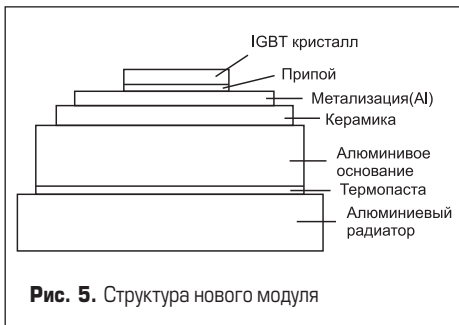 IGBT кристалл
Припой
Метализация(Al)
Керамика
Алюминивое
основание
Термопаста
Алюминиевый
радиатор
Рис. 5. Структура нового модуля